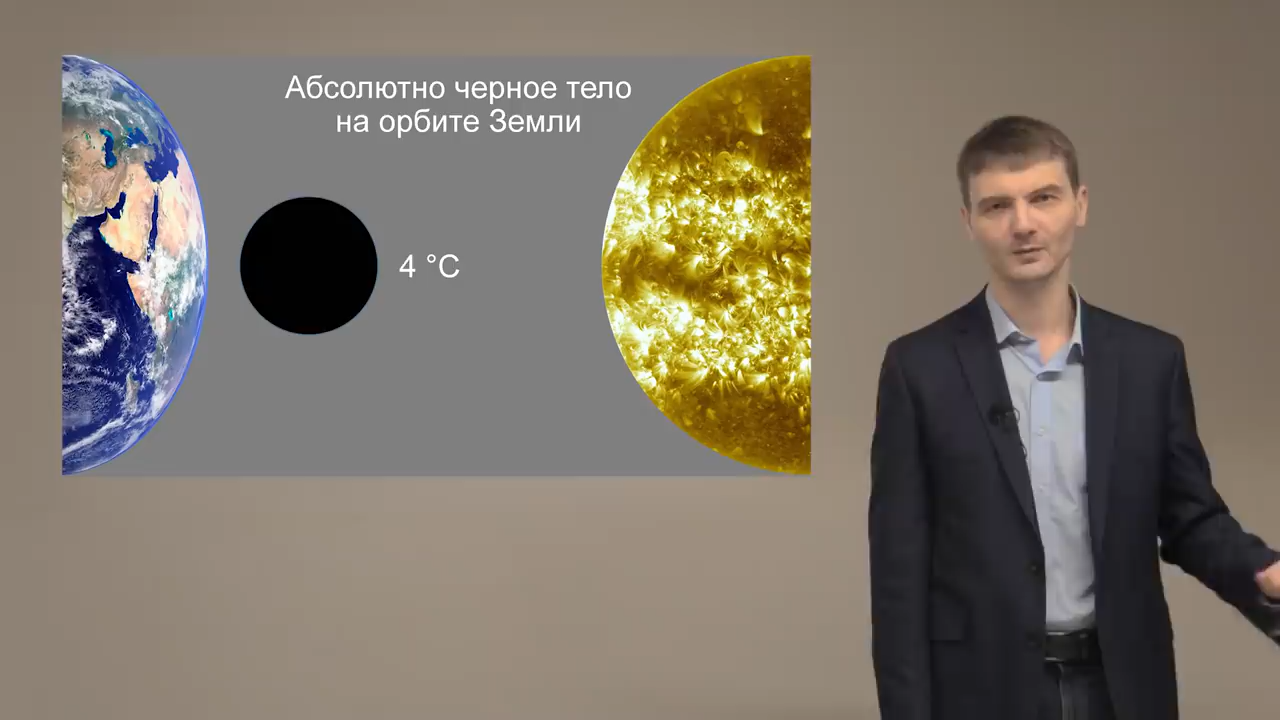 Абсолютно черное тело
на орбите Земли
4 °C